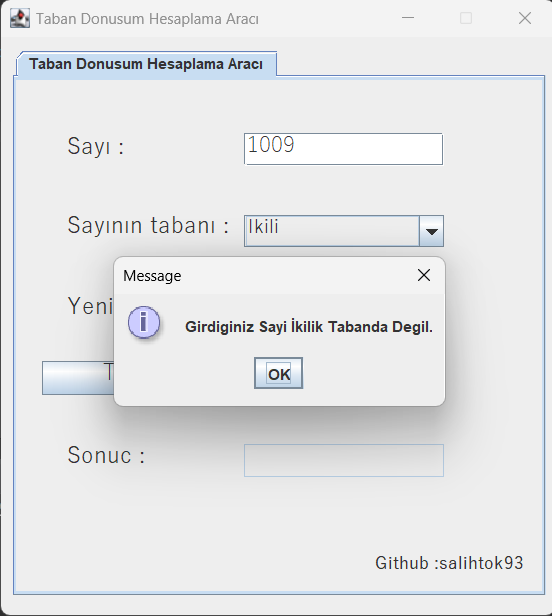 Taban Donusum Hesaplama Aracı
Taban Donusum Hesaplama Aracı
Sayı :
1009
Sayının tabanı :
Ikili
Message
Yeni
Girdiginiz Sayi İkilik Tabanda Degil.
OK
T
Sonuc :
Github :salihtok93